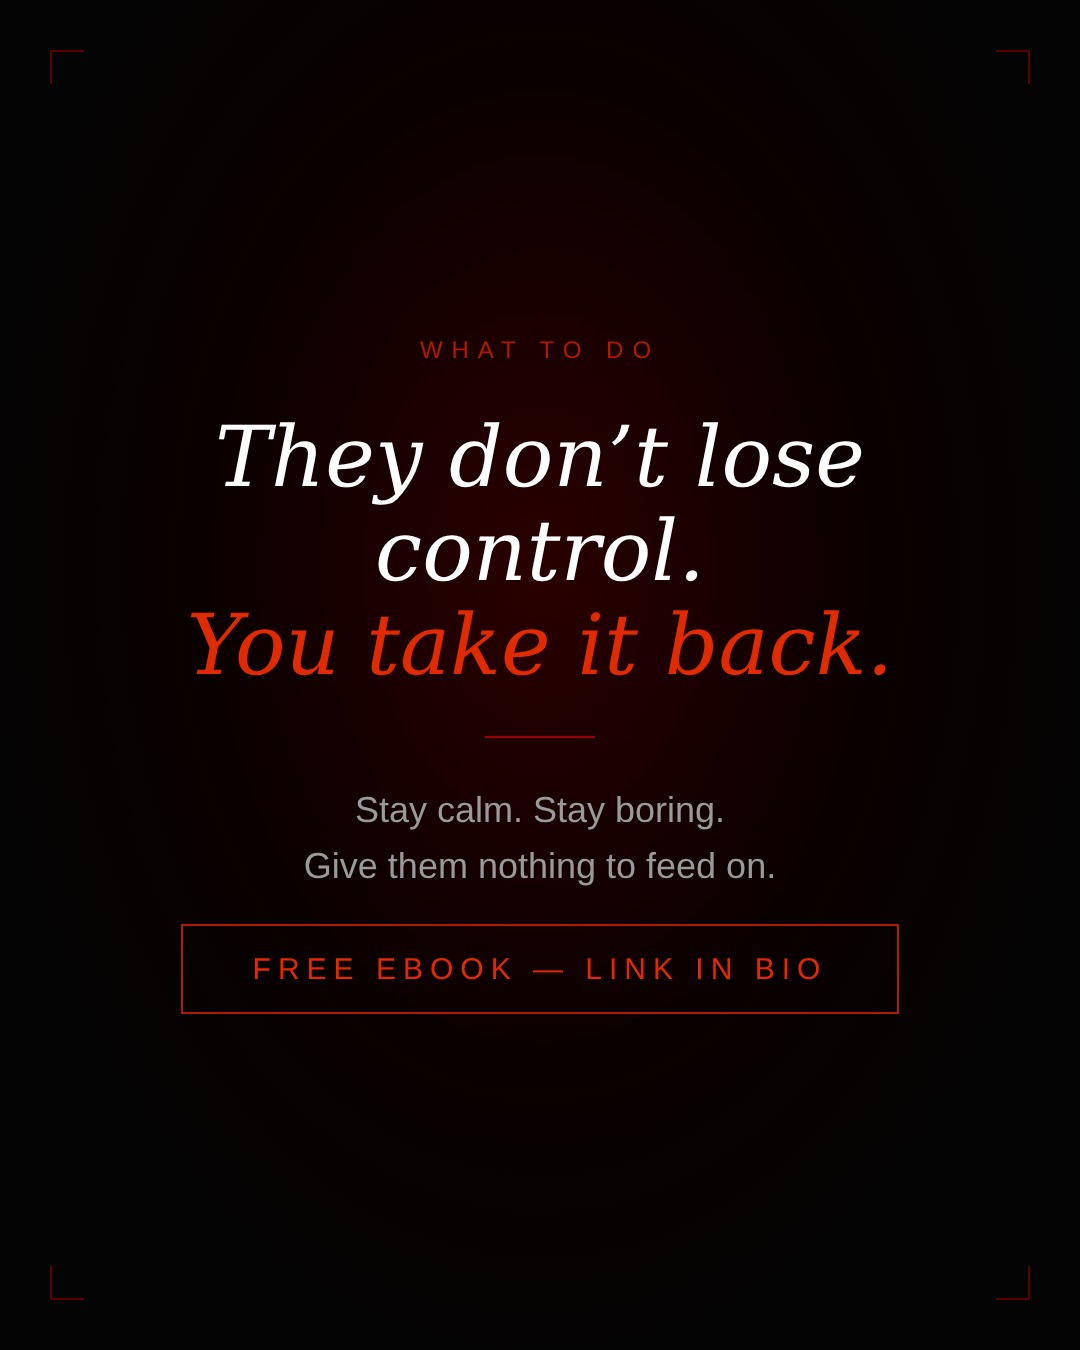 WHAT TO DO
They don’t lose
control.
You take it back.
Stay calm. Stay boring.
Give them nothing to feed on.
FREE EBOOK — LINK IN BIO